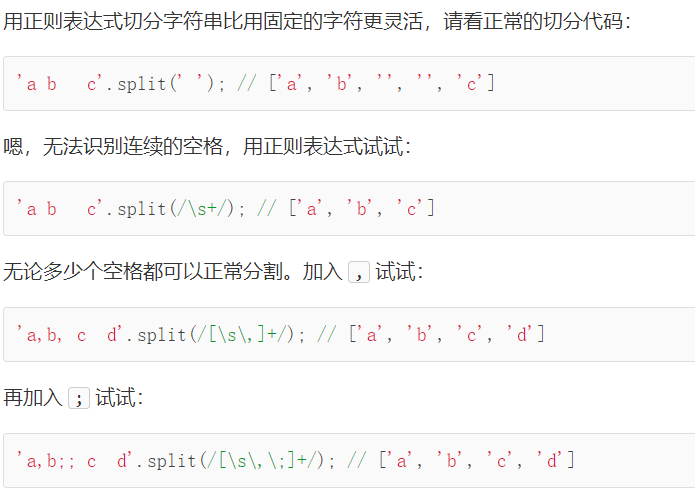 用正则表达式切分字符串比用固定的字符更灵活，请看正常的切分代码：
'a b   c'.split(' '); // ['a', 'b', '', '', 'c']
嗯，无法识别连续的空格，用正则表达式试试：
'a b   c'.split(/\s+/); // ['a', 'b', 'c']
无论多少个空格都可以正常分割。加入 , 试试：
'a,b, c  d'.split(/[\s\,]+/); // ['a', 'b', 'c', 'd']
再加入 ; 试试：
'a,b;; c  d'.split(/[\s\,\;]+/); // ['a', 'b', 'c', 'd']